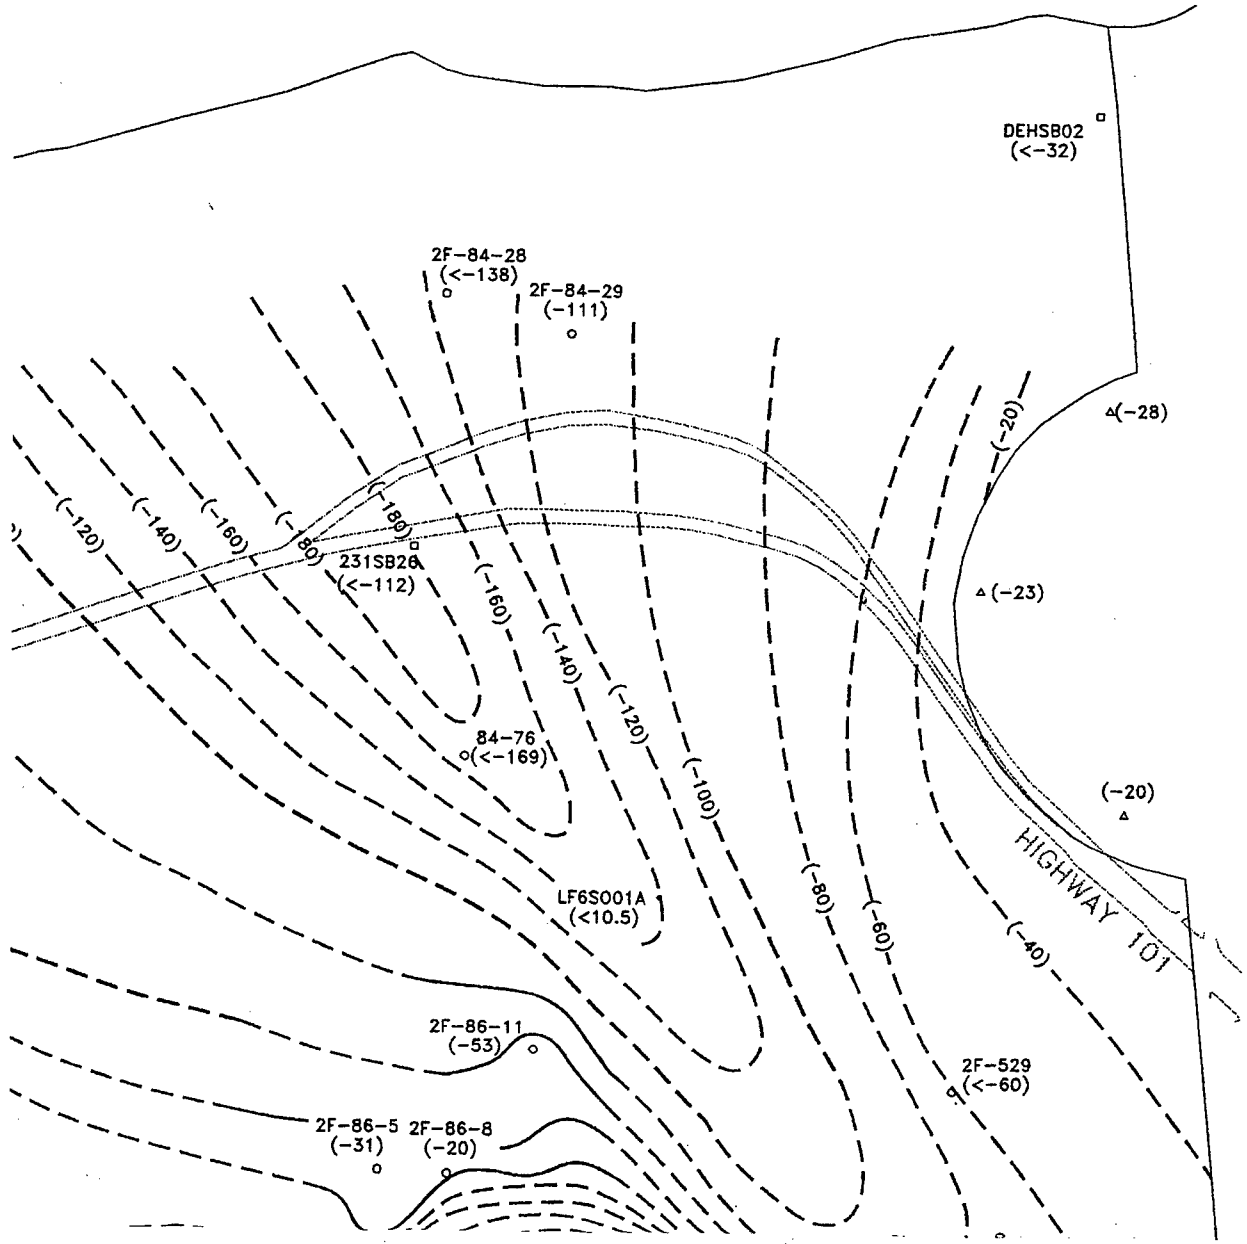 DEHSB02
(<-32)
2F-84-28
(<-138)
2F-84-29
(-111)
(-20)
(-28)
(-120)
(-140)
(-160)
(-180)
(-180)
231SB26
(<-112)
(-160)
(-23)
(-140)
(-120)
84-76
(<-169)
(-100)
(-20)
HIGHWAY 101
(-80)
LF6S001A
(<10.5)
(-60)
(-40)
2F-86-11
(-53)
2F-529
(<-60)
2F-86-5
(-31)
2F-86-8
(-20)